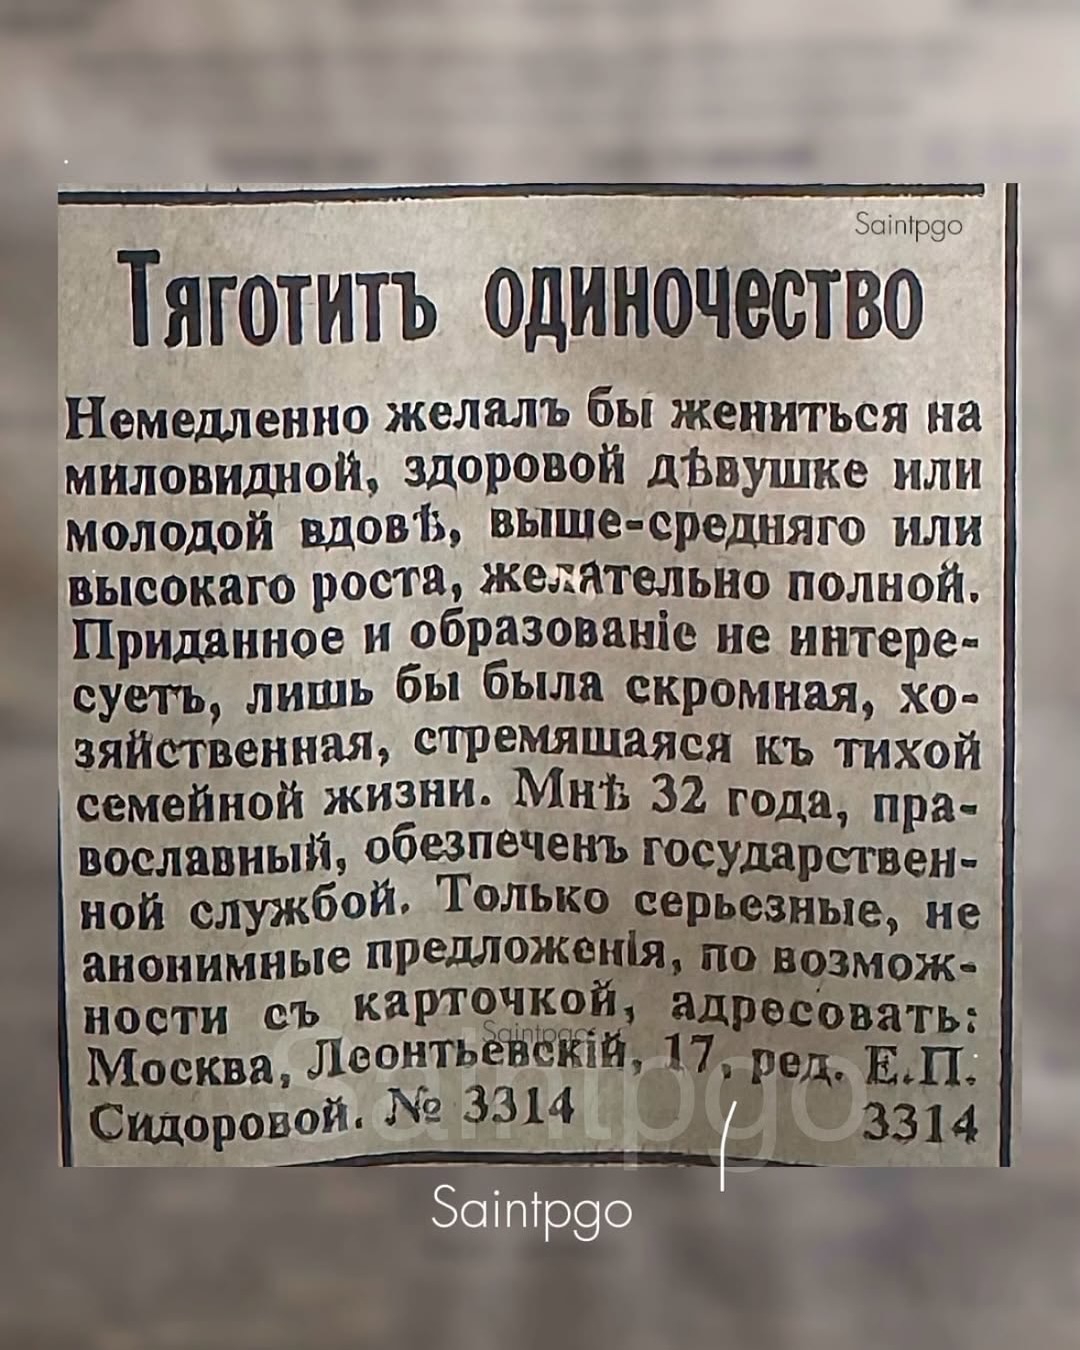 Saintpgo
Тяготитъ одиночество
Немедленно желалъ бы жениться на
миловидной, здоровой дѣвушке или
молодой вдовѣ, выше-средняго или
высокаго роста, желательно полной.
Приданное и образованіе не интере-
суетъ, лишь бы была скромная, хо-
зяйственная, стремящаяся къ тихой
семейной жизни. Мнѣ 32 года, пра-
вославный, обезпеченъ государствен-
ной службой. Только серьезные, не
анонимные предложенія, по возмож-
ности съ карточкой, адресовать:
Saintpgo
Москва, Леонтьевскій, 17, ред. Е.П.
Сидоровой. № 3314 3314
Saintpgo
Saintpgo